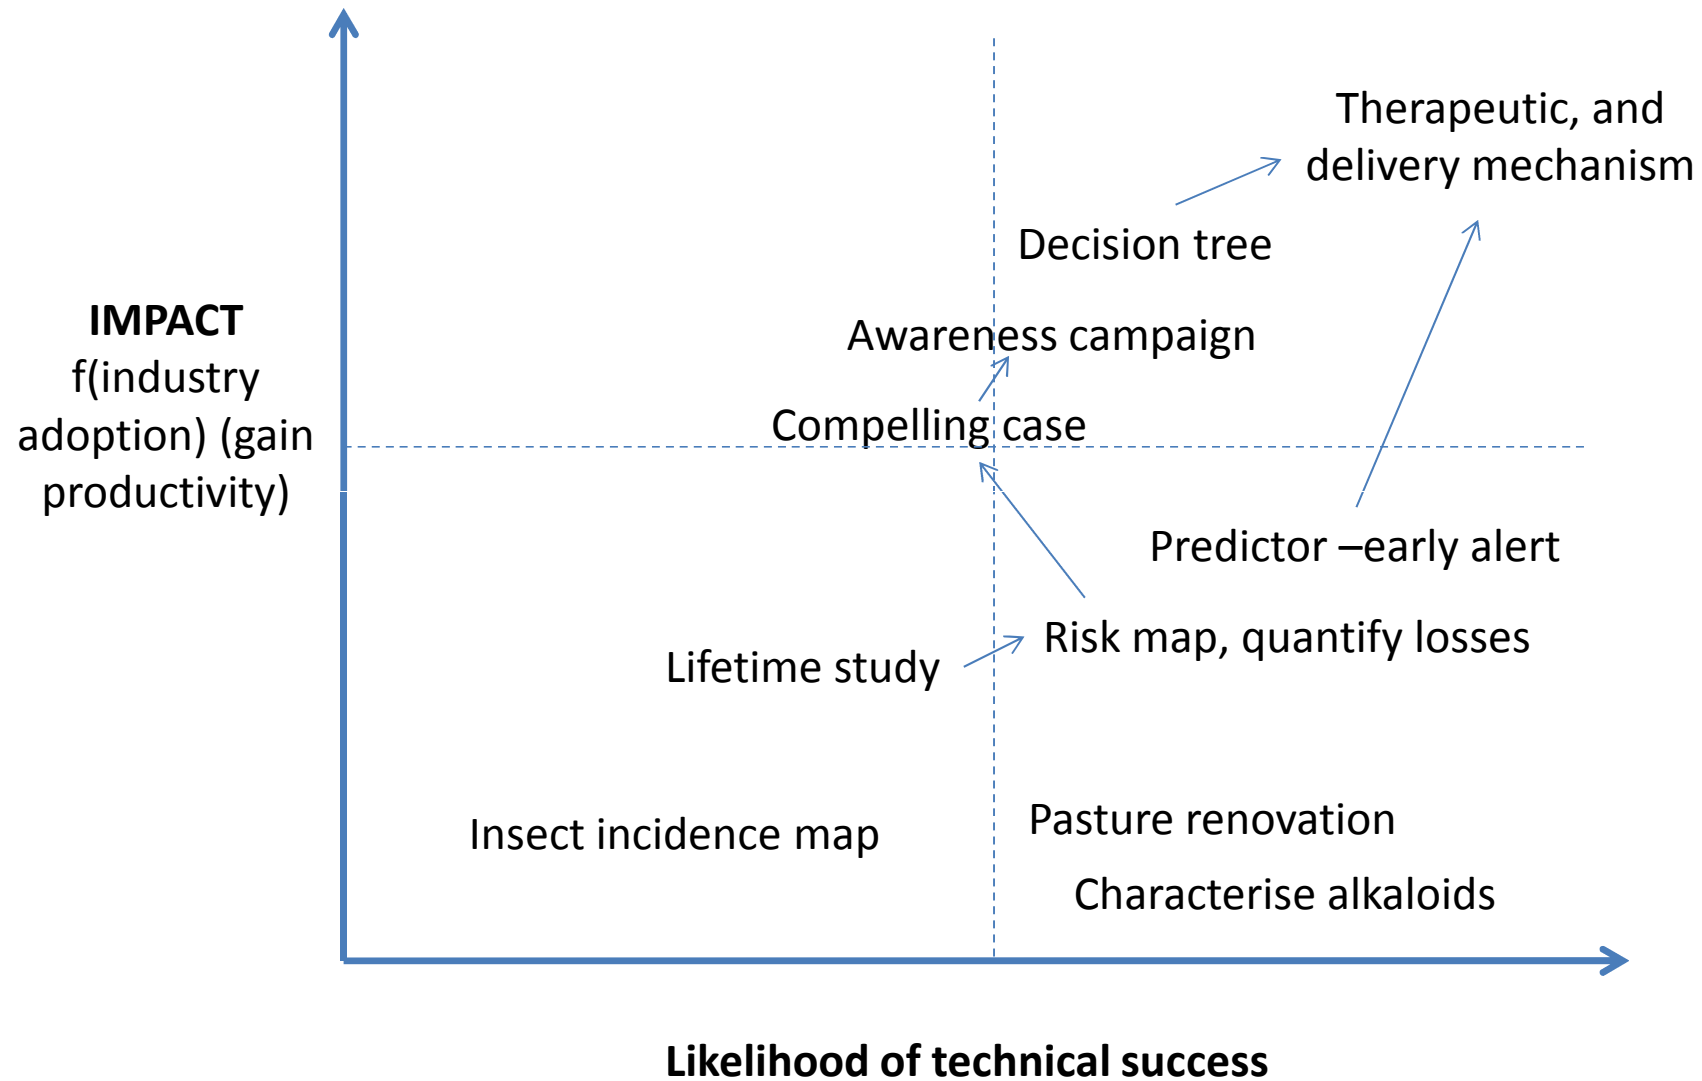 Therapeutic, and
delivery mechanism
Decision tree
IMPACT
f(industry
adoption) (gain
productivity)
Awareness campaign
Compelling case
Predictor –early alert
Risk map, quantify losses
Lifetime study
Insect incidence map
Pasture renovation
Characterise alkaloids
Likelihood of technical success